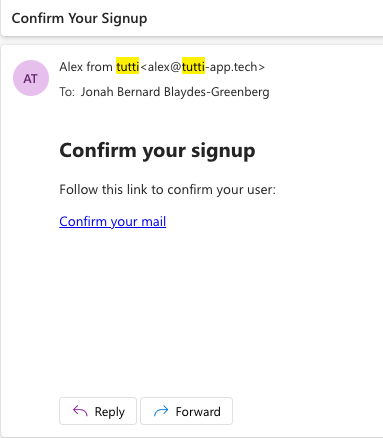 Confirm Your Signup
AT
Alex from tutti<alex@tutti-app.tech>
To: Jonah Bernard Blaydes-Greenberg
Confirm your signup
Follow this link to confirm your user:
Confirm your mail
Reply
Forward